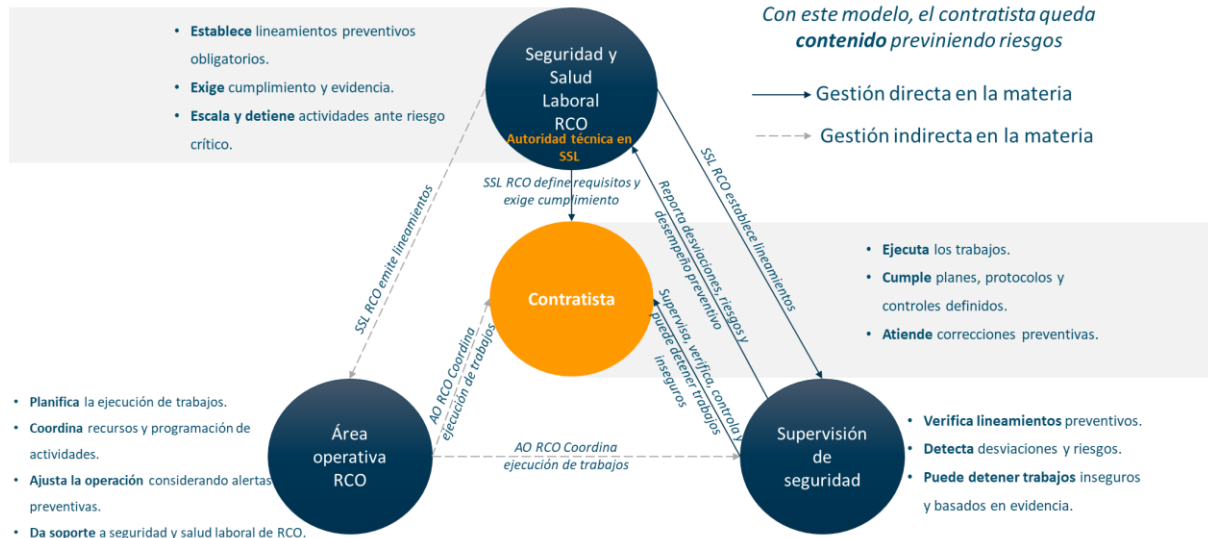 Con este modelo, el contratista queda
contenido previniendo riesgos
Gestión directa en la materia
Gestión indirecta en la materia
• Establece lineamientos preventivos
obligatorios.
• Exige cumplimiento y evidencia.
• Escala y detiene actividades ante riesgo
crítico.
Seguridad y
Salud
Laboral
RCO
Autoridad técnica en
SSL
SSL RCO define requisitos y
exige cumplimiento
SSL RCO emite lineamientos
SSL RCO establece lineamientos
Reporta desviaciones, riesgos y
desempeño preventivo
Contratista
• Ejecuta los trabajos.
• Cumple planes, protocolos y
controles definidos.
• Atiende correcciones preventivas.
AO RCO Coordina
ejecución de trabajos
Supervisa, verifica, controla y
puede detener trabajos
inseguros
• Planifica la ejecución de trabajos.
• Coordina recursos y programación de
actividades.
• Ajusta la operación considerando alertas
preventivas.
• Da soporte a seguridad y salud laboral de RCO.
Área
operativa
RCO
AO RCO Coordina
ejecución de trabajos
Supervisión
de
seguridad
• Verifica lineamientos preventivos.
• Detecta desviaciones y riesgos.
• Puede detener trabajos inseguros
y basados en evidencia.